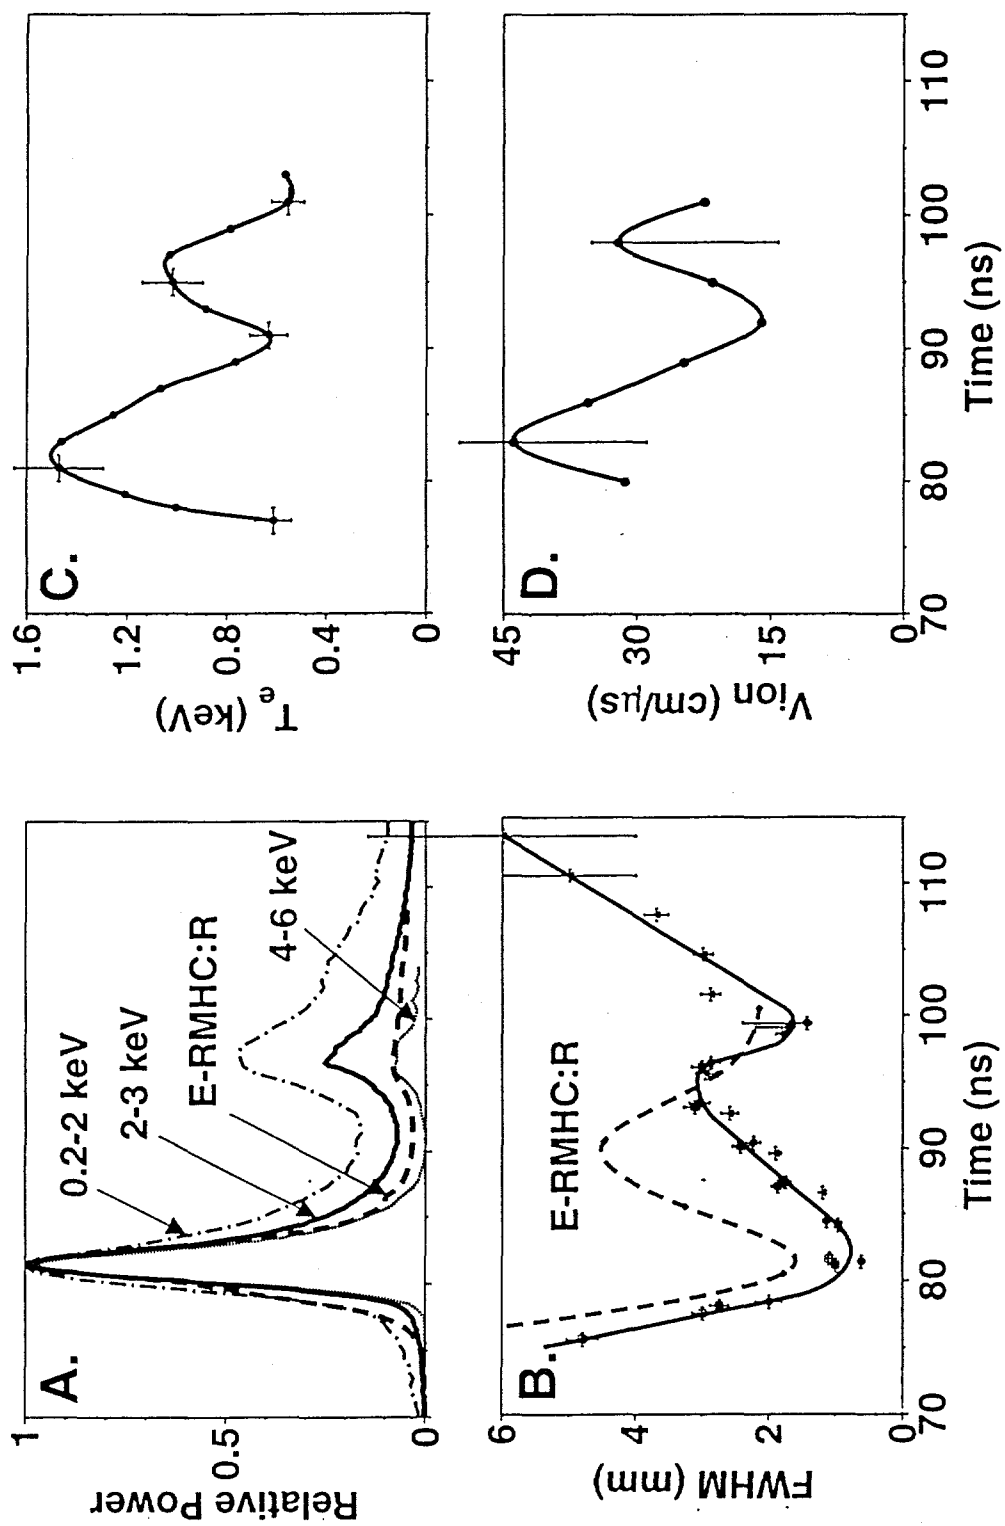 A.
1
0.5
0
Relative Power
0.2-2 keV
2-3 keV
E-RMHC:R
4-6 keV
B.
6
4
2
0
FWHM (mm)
E-RMHC:R
70 80 90 100 110
Time (ns)
C.
1.6
1.2
0.8
0.4
0
Te (keV)
D.
45
30
15
0
Vion (cm/μs)
70 80 90 100 110
Time (ns)